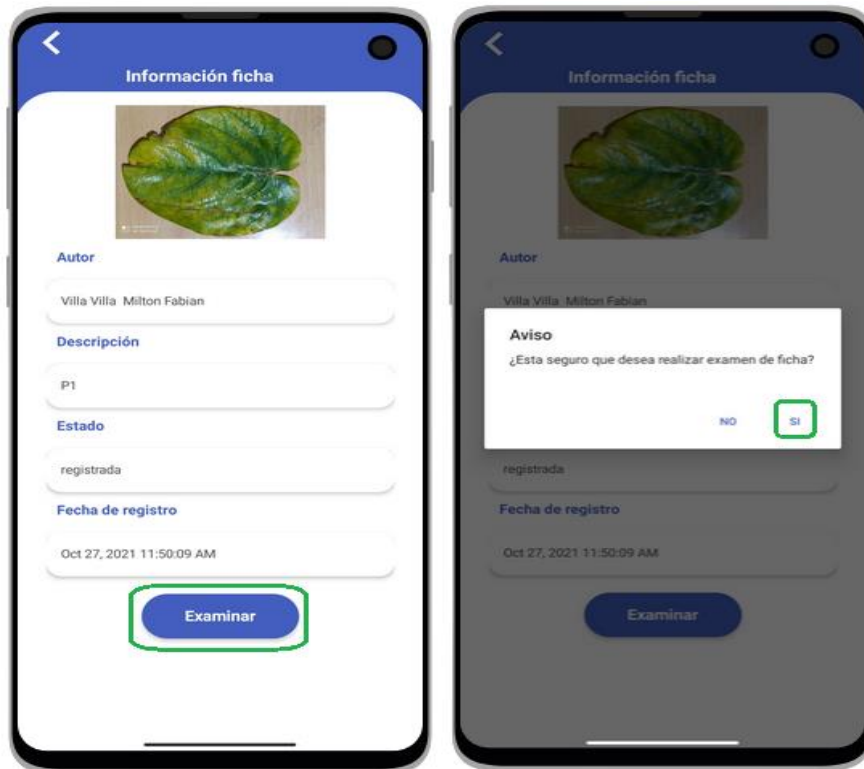 Información ficha
Autor
Villa Villa Milton Fabian
Descripción
P1
Estado
registrada
Fecha de registro
Oct 27, 2021 11:50:09 AM
Examinar
Información ficha
Autor
Villa Villa Milton Fabian
Aviso
¿Esta seguro que desea realizar examen de ficha?
NO
SI
registrada
Fecha de registro
Oct 27, 2021 11:50:09 AM
Examinar